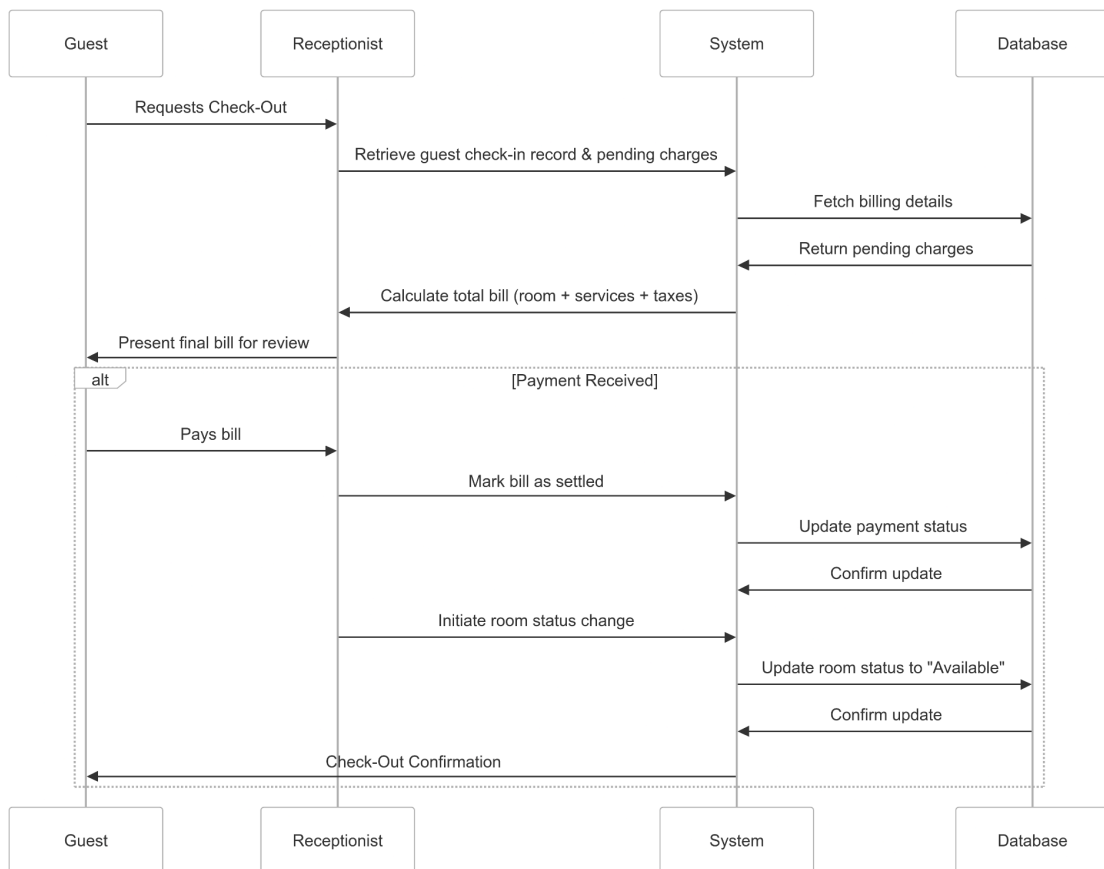 Guest
Receptionist
System
Database
Requests Check-Out
Retrieve guest check-in record & pending charges
Fetch billing details
Return pending charges
Calculate total bill (room + services + taxes)
Present final bill for review
alt
[Payment Received]
Pays bill
Mark bill as settled
Update payment status
Confirm update
Initiate room status change
Update room status to "Available"
Confirm update
Check-Out Confirmation
Guest
Receptionist
System
Database